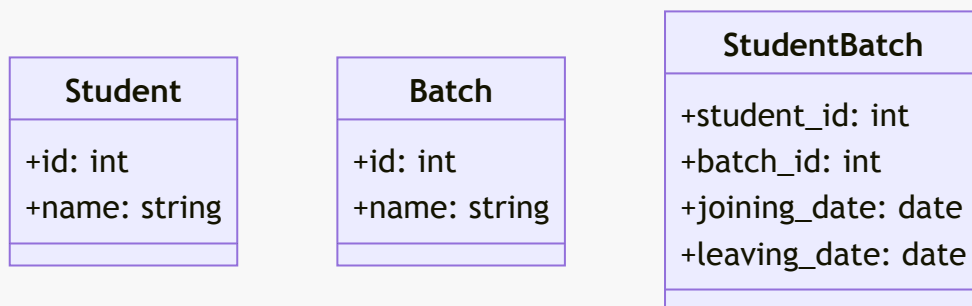 Student
+id: int
+name: string
Batch
+id: int
+name: string
StudentBatch
+student_id: int
+batch_id: int
+joining_date: date
+leaving_date: date